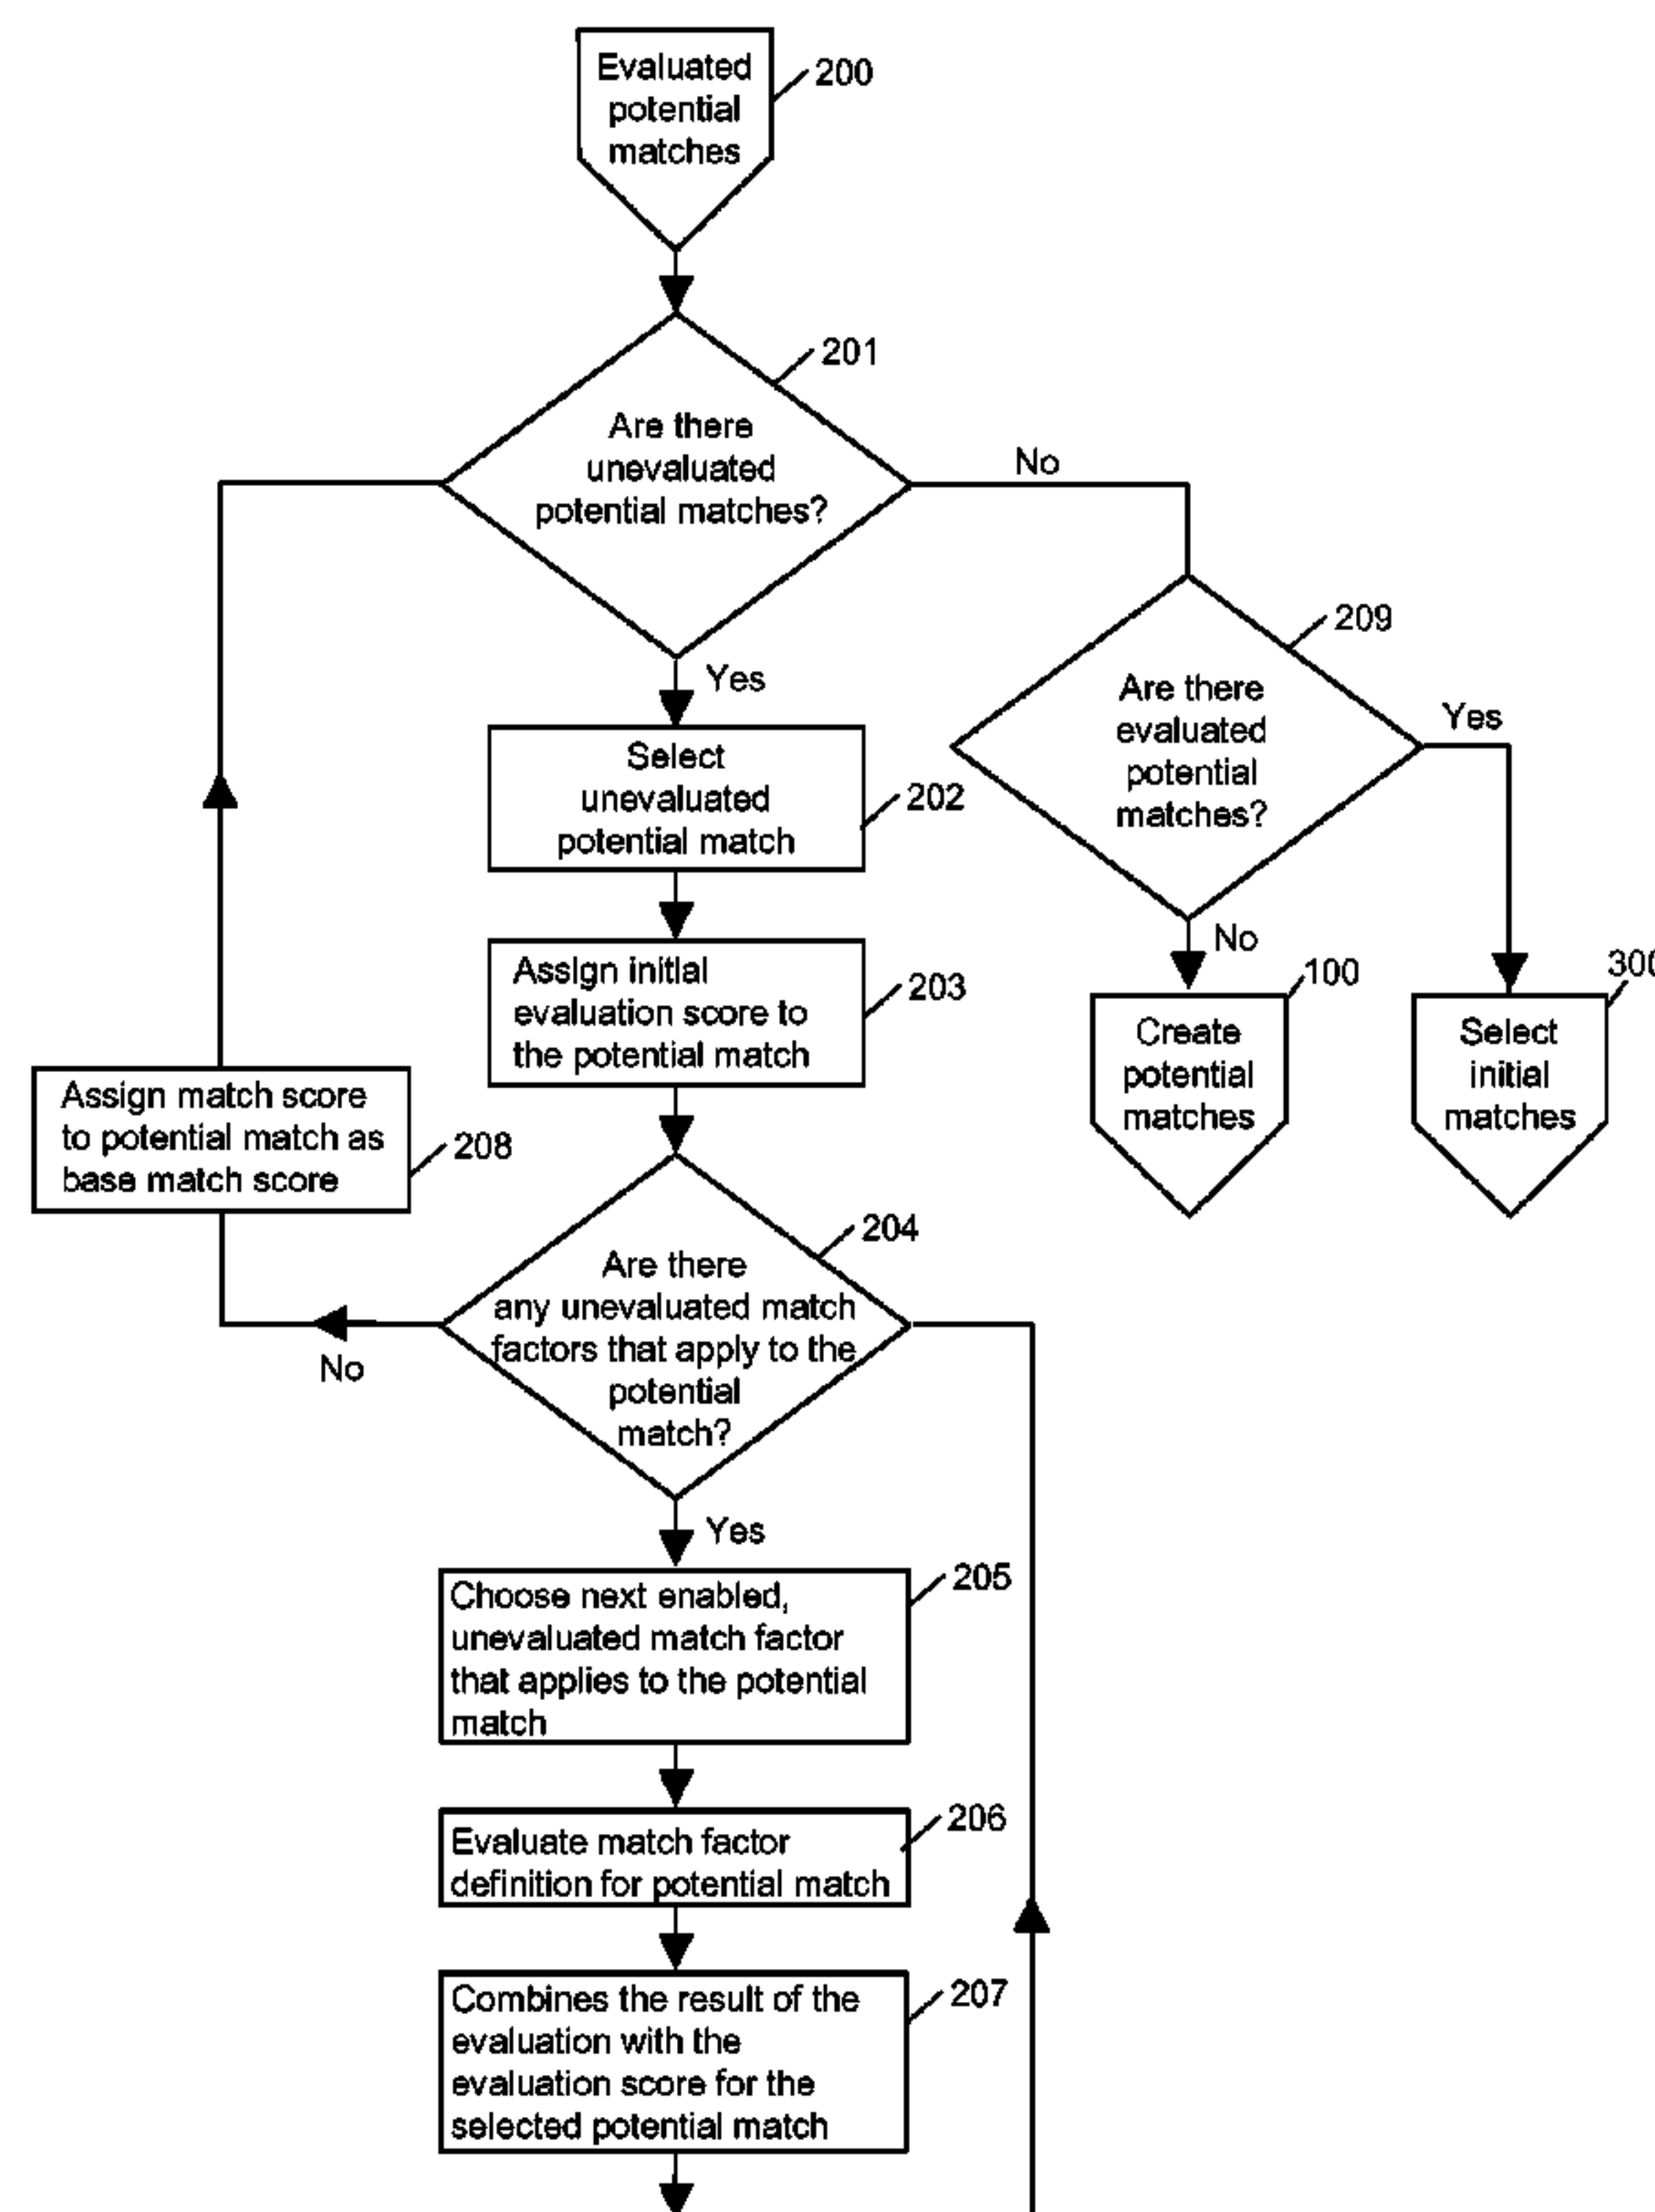 Evaluated
potential
matches
200
201
Are there
unevaluated
potential matches?
No
Yes
209
Are there
evaluated
potential
matches?
Yes
No
Select
unevaluated
potential match
202
Assign initial
evaluation score to
the potential match
203
100
Create
potential
matches
300
Select
initial
matches
Assign match score
to potential match as
base match score
208
204
Are there
any unevaluated match
factors that apply to the
potential
match?
No
Yes
205
Choose next enabled,
unevaluated match factor
that applies to the potential
match
206
Evaluate match factor
definition for potential match
207
Combines the result of the
evaluation with the
evaluation score for the
selected potential match